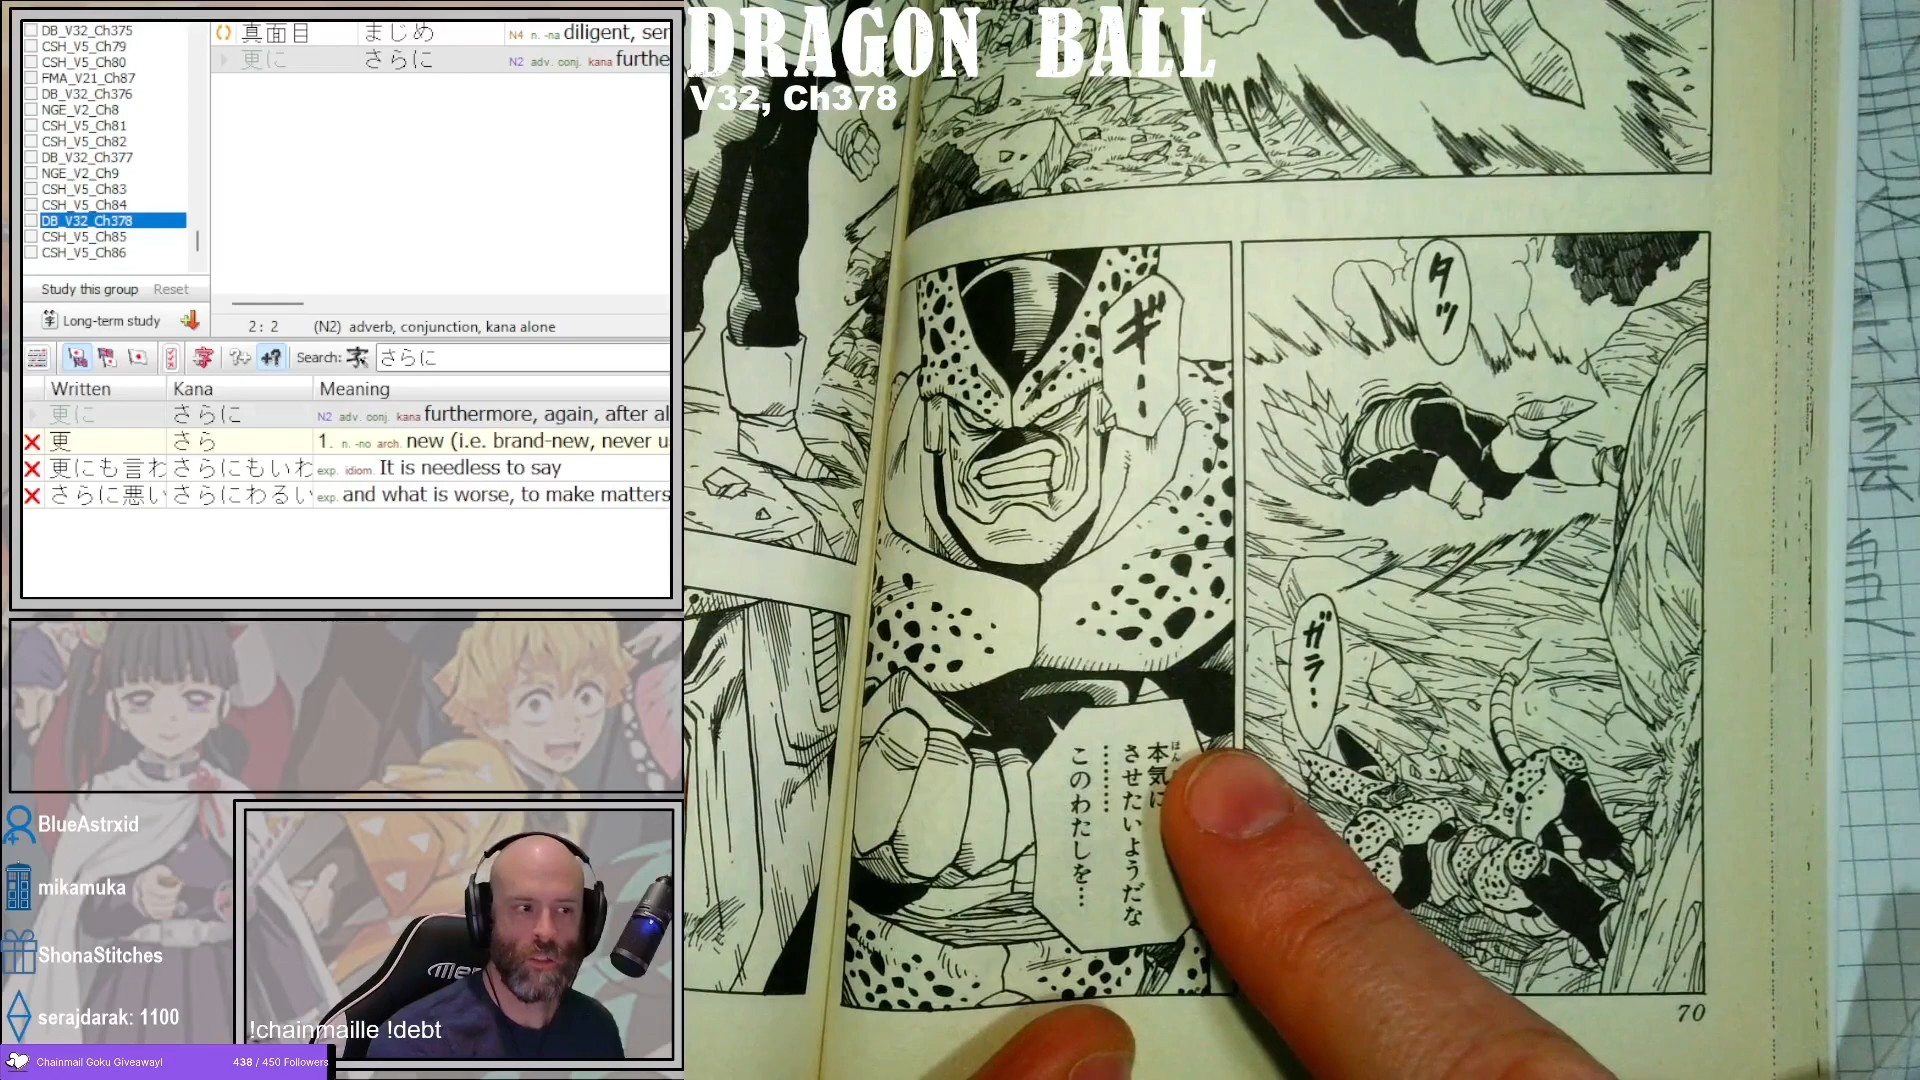 DB_V32_Ch375
CSH_V5_Ch79
CSH_V5_Ch80
FMA_V21_Ch87
DB_V32_Ch376
NGE_V2_Ch8
CSH_V5_Ch81
CSH_V5_Ch82
DB_V32_Ch377
NGE_V2_Ch9
CSH_V5_Ch83
CSH_V5_Ch84
DB_V32_Ch378
CSH_V5_Ch85
CSH_V5_Ch86
Study this group Reset
Long-term study
真面目 まじめ N4 n. -na diligent, ser
更に さらに N2 adv. conj. kana furthe
2: 2 (N2) adverb, conjunction, kana alone
Search: さらに
Written Kana Meaning
更に さらに N2 adv. conj. kana furthermore, again, after al
更 さら 1. n. -no arch. new (i.e. brand-new, never u
更にも言わ さらにもいわ exp. idiom. It is needless to say
さらに悪い さらにわるい exp. and what is worse, to make matters
DRAGON BALL
V32, Ch378
タッ
ガラ…
ギ…
本気に
させたいようだな
………
このわたしを…
70
BlueAstrxid
mikamuka
ShonaStitches
serajdarak: 1100
!chainmaille !debt
Chainmail Goku Giveaway! 438 / 450 Followers